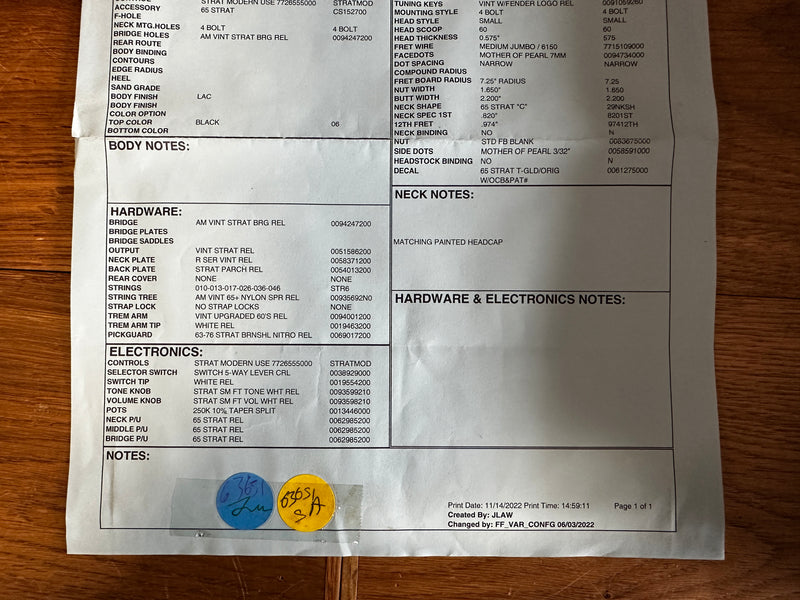 STRAT MODERN USE 7726555000 STRATMOD
ACCESSORY 65 STRAT CS152700
F-HOLE
NECK MTG.HOLES 4 BOLT 4 BOLT
BRIDGE HOLES AM VINT STRAT BRG REL 0094247200
REAR ROUTE
BODY BINDING
CONTOURS
EDGE RADIUS
HEEL
SAND GRADE
BODY FINISH LAC
BODY FINISH
COLOR OPTION
TOP COLOR BLACK 06
BOTTOM COLOR
BODY NOTES:
HARDWARE:
BRIDGE AM VINT STRAT BRG REL 0094247200
BRIDGE PLATES
BRIDGE SADDLES
OUTPUT VINT STRAT REL 0051586200
NECK PLATE R SER VINT REL 0058371200
BACK PLATE STRAT PARCH REL 0054013200
REAR COVER NONE NONE
STRINGS 010-013-017-026-036-046 STR6
STRING TREE AM VINT 65+ NYLON SPR REL 00935692N0
STRAP LOCK NO STRAP LOCKS NONE
TREM ARM VINT UPGRADED 60'S REL 0094001200
TREM ARM TIP WHITE REL 0019463200
PICKGUARD 63-76 STRAT BRNSHL NITRO REL 0069017200
ELECTRONICS:
CONTROLS STRAT MODERN USE 7726555000 STRATMOD
SELECTOR SWITCH SWITCH 5-WAY LEVER CRL 0038929000
SWITCH TIP WHITE REL 0019554200
TONE KNOB STRAT SM FT TONE WHT REL 0093599210
VOLUME KNOB STRAT SM FT VOL WHT REL 0093598210
POTS 250K 10% TAPER SPLIT 0013446000
NECK P/U 65 STRAT REL 0062985200
MIDDLE P/U 65 STRAT REL 0062985200
BRIDGE P/U 65 STRAT REL 0062985200
TUNING KEYS VINT W/FENDER LOGO REL 0091059260
MOUNTING STYLE 4 BOLT 4 BOLT
HEAD STYLE SMALL SMALL
HEAD SCOOP 60 60
HEAD THICKNESS 0.575" 575
FRET WIRE MEDIUM JUMBO / 6150 7715109000
FACEDOTS MOTHER OF PEARL 7MM 0094734000
DOT SPACING NARROW NARROW
COMPOUND RADIUS
FRET BOARD RADIUS 7.25" RADIUS 7.25
NUT WIDTH 1.650" 1.650
BUTT WIDTH 2.200" 2.200
NECK SHAPE 65 STRAT "C" 29NKSH
NECK SPEC 1ST .820" 8201ST
12TH FRET .974" 97412TH
NECK BINDING NO N
NUT STD FB BLANK 0083675000
SIDE DOTS MOTHER OF PEARL 3/32" 0058591000
HEADSTOCK BINDING NO N
DECAL 65 STRAT T-GLD/ORIG 0061275000
W/OCB&PAT#
NECK NOTES:
MATCHING PAINTED HEADCAP
HARDWARE & ELECTRONICS NOTES:
NOTES:
Print Date: 11/14/2022 Print Time: 14:59:11 Page 1 of 1
Created By: JLAW
Changed by: FF_VAR_CONFG 06/03/2022